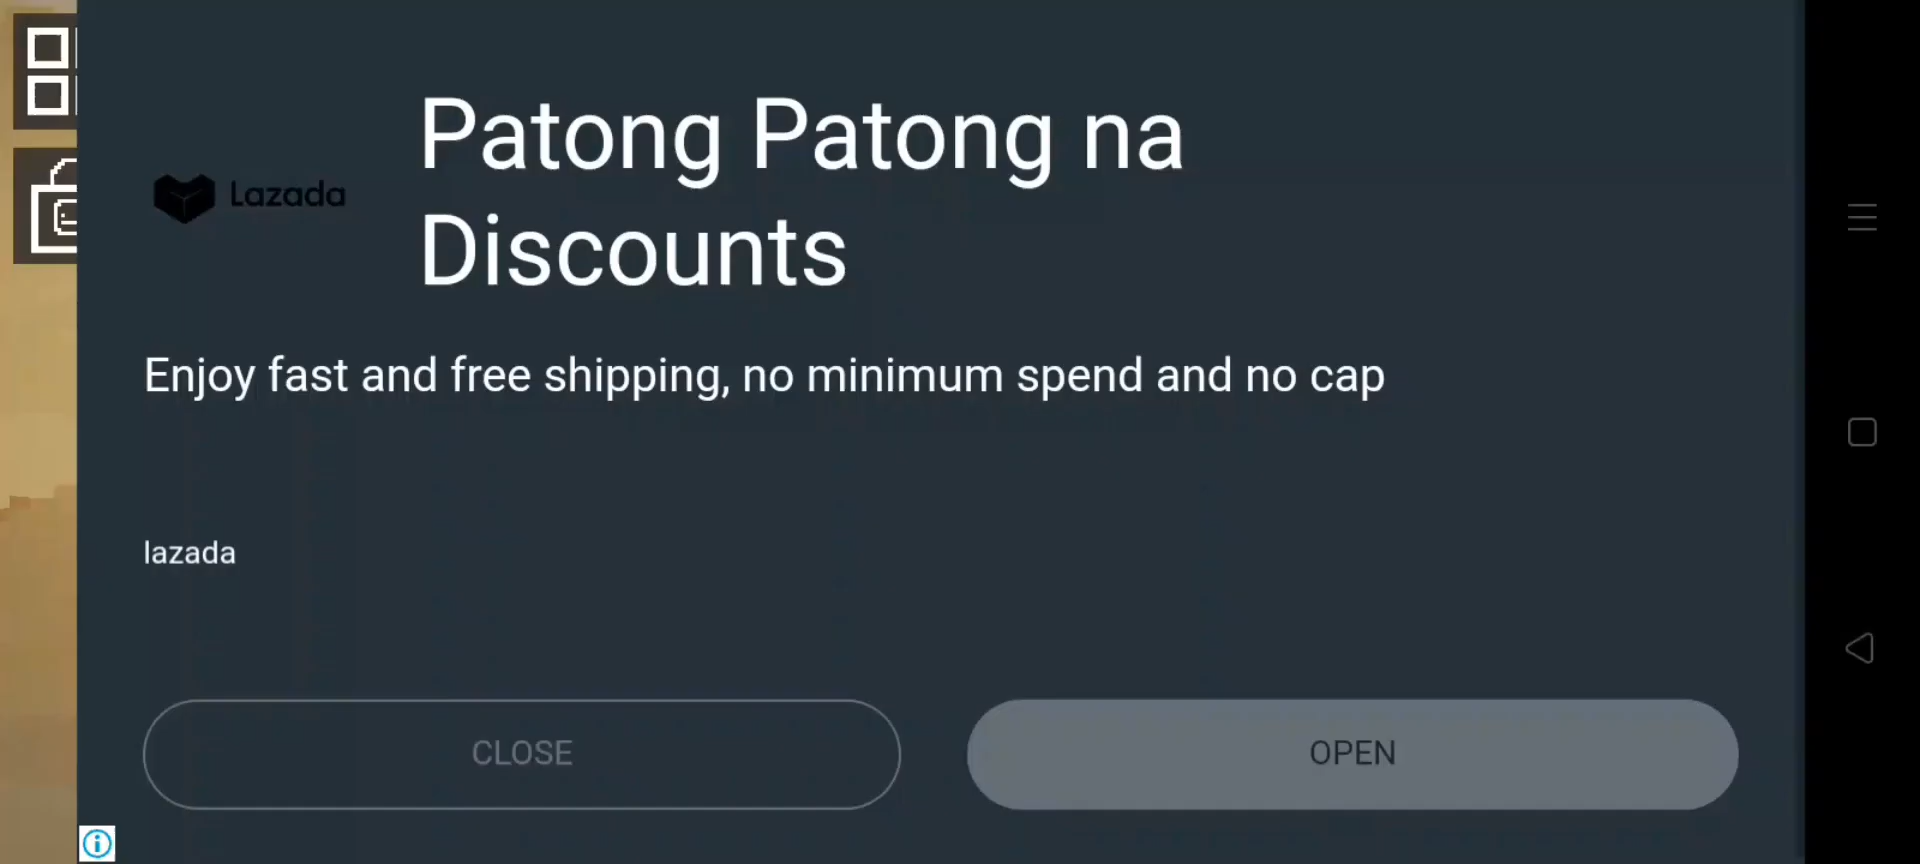 Patong Patong na
Discounts
Lazada
Enjoy fast and free shipping, no minimum spend and no cap
lazada
CLOSE
OPEN